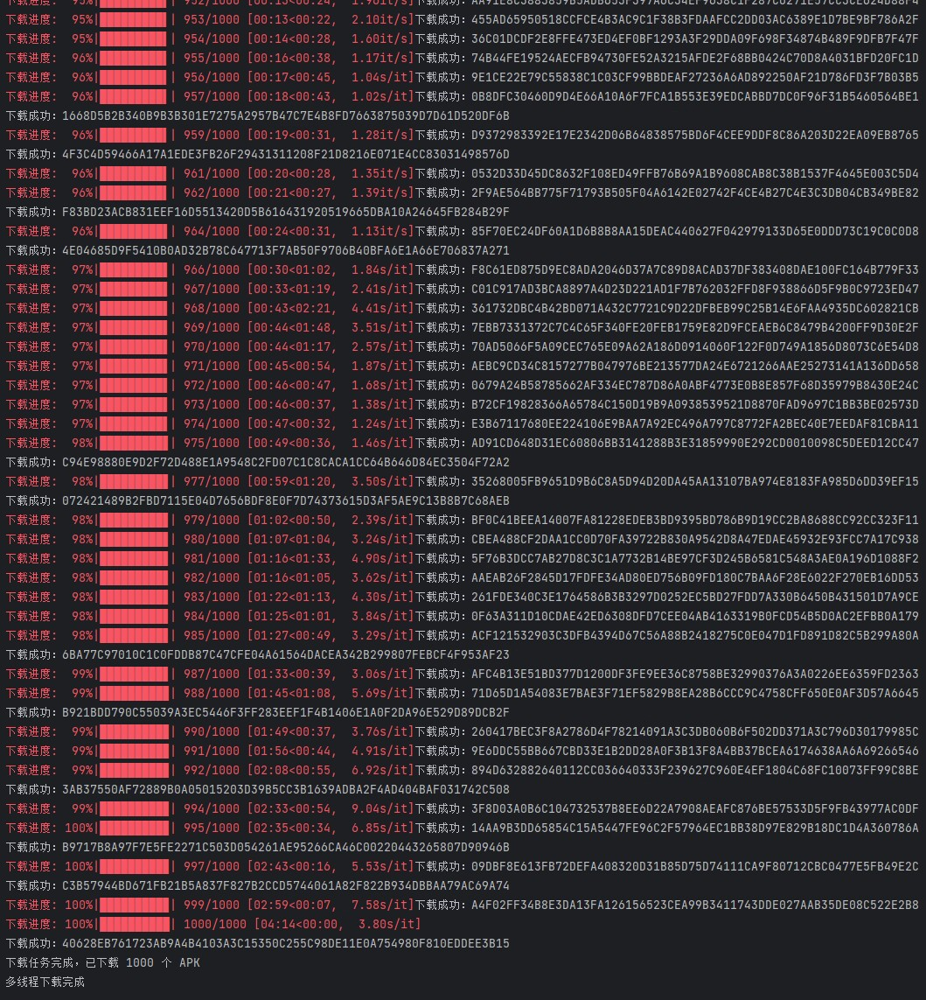 下载进度:  95%|██████████| 953/1000 [00:13<00:22,  2.10it/s]下载成功: 455AD65950518CCFCE4B3AC9C1F38B3FDAAFCC2DD03AC6389E1D7BE9BF786A2F
下载进度:  95%|██████████| 954/1000 [00:14<00:28,  1.60it/s]下载成功: 36C01DCDF2E8FFE473ED4EF0BF1293A3F29DDA09F698F34874B489F9DFB7F47F
下载进度:  96%|██████████| 955/1000 [00:16<00:38,  1.17it/s]下载成功: 74B44FE19524AECFB94730FE52A3215AFDE2F68BB0424C70D8A4031BFD20FC1D
下载进度:  96%|██████████| 956/1000 [00:17<00:45,  1.04s/it]下载成功: 9E1CE22E79C55838C1C03CF99BBDEAF27236A6AD892250AF21D786FD3F7B03B5
下载进度:  96%|██████████| 957/1000 [00:18<00:43,  1.02s/it]下载成功: 0B8DFC30460D9D4E66A10A6F7FCA1B553E39EDCABBD7DC0F96F31B5460564BE1
下载成功: 1668D5B2B340B9B3B301E7275A2957B47C7E4B8FD7663875039D7D61D520DF6B
下载进度:  96%|██████████| 959/1000 [00:19<00:31,  1.28it/s]下载成功: D9372983392E17E2342D06B64838575BD6F4CEE9DDF8C86A203D22EA09EB8765
下载成功: 4F3C4D59466A17A1EDE3FB26F29431311208F21D8216E071E4CC83031498576D
下载进度:  96%|██████████| 961/1000 [00:20<00:28,  1.35it/s]下载成功: 0532D33D45DC8632F108ED49FFB76B69A1B9608CAB8C38B1537F4645E003C5D4
下载进度:  96%|██████████| 962/1000 [00:21<00:27,  1.39it/s]下载成功: 2F9AE564BB775F71793B505F04A6142E02742F4CE4B27C4E3C3DB04CB349BE82
下载成功: F83BD23ACB831EEF16D5513420D5B616431920519665DBA10A24645FB284B29F
下载进度:  96%|██████████| 964/1000 [00:24<00:31,  1.13it/s]下载成功: 85F70EC24DF60A1D6B8B8AA15DEAC440627F042979133D65E0DDD73C19C0C0D8
下载成功: 4E04685D9F5410B0AD32B78C647713F7AB50F9706B40BFA6E1A66E706837A271
下载进度:  97%|██████████| 966/1000 [00:30<01:02,  1.84s/it]下载成功: F8C61ED875D9EC8ADA2046D37A7C89D8ACAD37DF383408DAE100FC164B779F33
下载进度:  97%|██████████| 967/1000 [00:33<01:19,  2.41s/it]下载成功: C01C917AD3BCA8897A4D23D221AD1F7B762032FFD8F938866D5F9B0C9723ED47
下载进度:  97%|██████████| 968/1000 [00:43<02:21,  4.41s/it]下载成功: 361732DBC4B42BD071A432C7721C9D22DFBEB99C25B14E6FAA4935DC602821CB
下载进度:  97%|██████████| 969/1000 [00:44<01:48,  3.51s/it]下载成功: 7EBB7331372C7C4C65F340FE20FEB1759E82D9FCEAEB6C8479B4200FF9D30E2F
下载进度:  97%|██████████| 970/1000 [00:44<01:17,  2.57s/it]下载成功: 70AD5066F5A09CEC765E09A62A186D0914060F122F0D749A1856D8073C6E54D8
下载进度:  97%|██████████| 971/1000 [00:45<00:54,  1.87s/it]下载成功: AEBC9CD34C8157277B047976BE213577DA24E6721266AAE25273141A136DD658
下载进度:  97%|██████████| 972/1000 [00:46<00:47,  1.68s/it]下载成功: 0679A24B58785662AF334EC787D86A0ABF4773E0B8E857F68D35979B8430E24C
下载进度:  97%|██████████| 973/1000 [00:46<00:37,  1.38s/it]下载成功: B72CF19828366A65784C150D19B9A0938539521D8870FAD9697C1BB3BE02573D
下载进度:  97%|██████████| 974/1000 [00:47<00:32,  1.24s/it]下载成功: E3B67117680EE224106E9BAA7A92EC496A797C8772FA2BEC40E7EEDAF81CBA11
下载进度:  98%|██████████| 975/1000 [00:49<00:36,  1.46s/it]下载成功: AD91CD648D31EC60806BB3141288B3E31859990E292CD0010098C5DEED12CC47
下载成功: C94E98880E9D2F72D488E1A9548C2FD07C1C8CACA1CC64B646D84EC3504F72A2
下载进度:  98%|██████████| 977/1000 [00:59<01:20,  3.50s/it]下载成功: 35268005FB9651D9B6C8A5D94D20DA45AA13107BA974E8183FA985D6DD39EF15
下载成功: 072421489B2FBD7115E04D7656BDF8E0F7D74373615D3AF5AE9C13B8B7C68AEB
下载进度:  98%|██████████| 979/1000 [01:02<00:50,  2.39s/it]下载成功: BF0C41BEEA14007FA81228EDEB3BD9395BD786B9D19CC2BA8688CC92CC323F11
下载进度:  98%|██████████| 980/1000 [01:07<01:04,  3.24s/it]下载成功: CBEA488CF2DAA1CC0D70FA39722B830A9542D8A47EDAE45932E93FCC7A17C938
下载进度:  98%|██████████| 981/1000 [01:16<01:33,  4.90s/it]下载成功: 5F76B3DCC7AB27D8C3C1A7732B14BE97CF3D245B6581C548A3AE0A196D1088F2
下载进度:  98%|██████████| 982/1000 [01:16<01:05,  3.62s/it]下载成功: AAEAB26F2845D17FDFE34AD80ED756B09FD180C7BAA6F28E6022F270EB16DD53
下载进度:  98%|██████████| 983/1000 [01:22<01:13,  4.30s/it]下载成功: 261FDE340C3E1764586B3B3297D0252EC5BD27FDD7A330B6450B431501D7A9CE
下载进度:  98%|██████████| 984/1000 [01:25<01:01,  3.84s/it]下载成功: 0F63A311D10CDAE42ED6308DFD7CEE04AB4163319B0FCD54B5D0AC2EFBB0A179
下载进度:  98%|██████████| 985/1000 [01:27<00:49,  3.29s/it]下载成功: ACF121532903C3DFB4394D67C56A88B2418275C0E047D1FD891D82C5B299A80A
下载成功: 6BA77C97010C1C0FDDB87C47CFE04A61564DACEA342B299807FEBCF4F953AF23
下载进度:  99%|██████████| 987/1000 [01:33<00:39,  3.06s/it]下载成功: AFC4B13E51BD377D1200DF3FE9EE36C8758BE32990376A3A0226EE6359FD2363
下载进度:  99%|██████████| 988/1000 [01:45<01:08,  5.69s/it]下载成功: 71D65D1A54083E7BAE3F71EF5829B8EA28B6CCC9C4758CFF650E0AF3D57A6645
下载成功: B921BDD790C55039A3EC5446F3FF283EEF1F4B1406E1A0F2DA96E529D89DCB2F
下载进度:  99%|██████████| 990/1000 [01:49<00:37,  3.76s/it]下载成功: 260417BEC3F8A2786D4F78214091A3C3DB060B6F502DD371A3C796D30179985C
下载进度:  99%|██████████| 991/1000 [01:56<00:44,  4.91s/it]下载成功: 9E6DDC55BB667CBD33E1B2DD28A0F3B13F8A4BB37BCEA6174638AA6A69266546
下载进度:  99%|██████████| 992/1000 [02:08<00:55,  6.92s/it]下载成功: 894D632882640112CC036640333F239627C960E4EF1804C68FC10073FF99C8BE
下载成功: 3AB37550AF72889B0A05015203D39B5CC3B1639ADBA2F4AD404BAF031742C508
下载进度:  99%|██████████| 994/1000 [02:33<00:54,  9.04s/it]下载成功: 3F8D03A0B6C104732537B8EE6D22A7908AEAFC876BE57533D5F9FB43977AC0DF
下载进度: 100%|██████████| 995/1000 [02:35<00:34,  6.85s/it]下载成功: 14AA9B3DD65854C15A5447FE96C2F57964EC1BB38D97E829B18DC1D4A360786A
下载成功: B9717B8A97F7E5FE2271C503D054261AE95266CA46C00220443265807D90946B
下载进度: 100%|██████████| 997/1000 [02:43<00:16,  5.53s/it]下载成功: 09DBF8E613FB72DEFA408320D31B85D75D74111CA9F80712CBC0477E5FB49E2C
下载成功: C3B57944BD671FB21B5A837F827B2CCD5744061A82F822B934DBBAA79AC69A74
下载进度: 100%|██████████| 999/1000 [02:59<00:07,  7.58s/it]下载成功: A4F02FF34B8E3DA13FA126156523CEA99B3411743DDE027AAB35DE08C522E2B8
下载进度: 100%|██████████| 1000/1000 [04:14<00:00,  3.80s/it]
下载成功: 40628EB761723AB9A4B4103A3C15350C255C98DE11E0A754980F810EDDEE3B15
下载任务完成，已下载 1000 个 APK
多线程下载完成